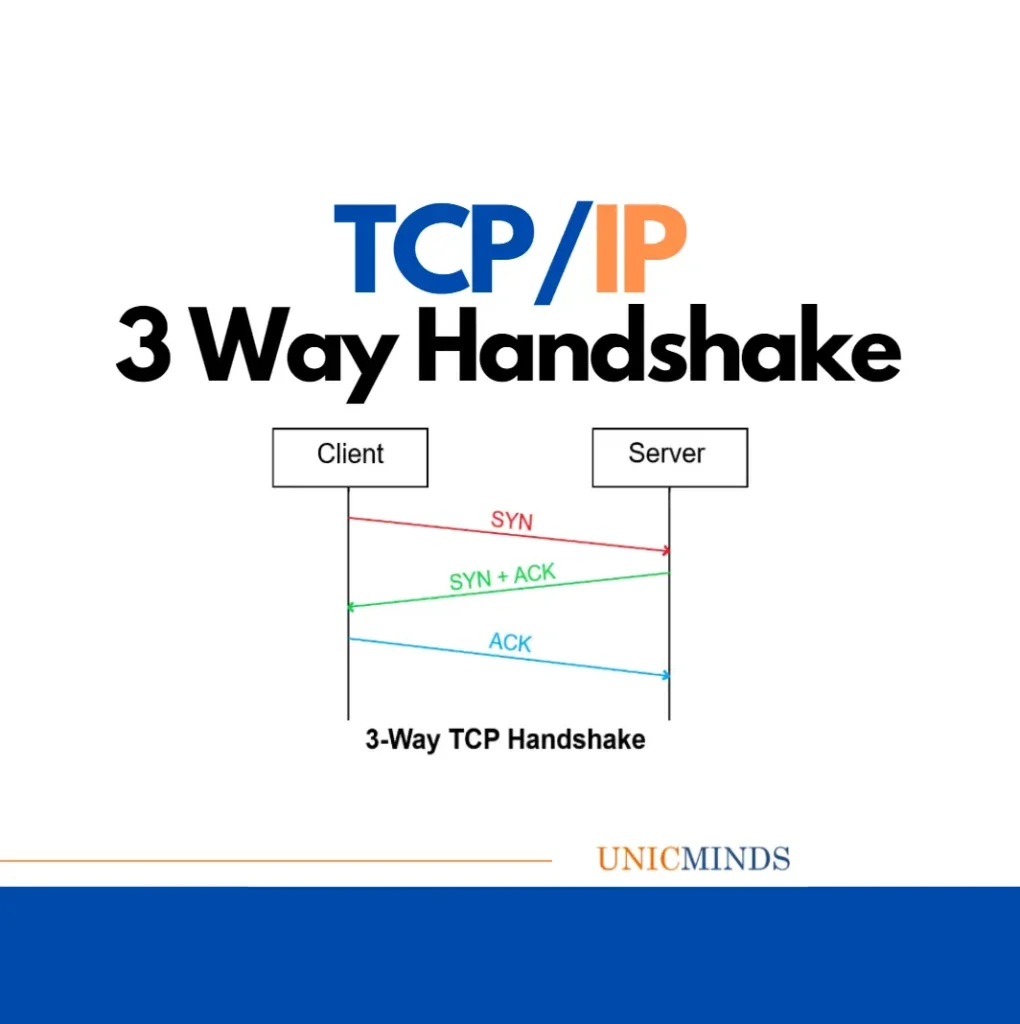 TCP/IP
3 Way Handshake
Client
Server
SYN
SYN + ACK
ACK
3-Way TCP Handshake
UNICMINDS